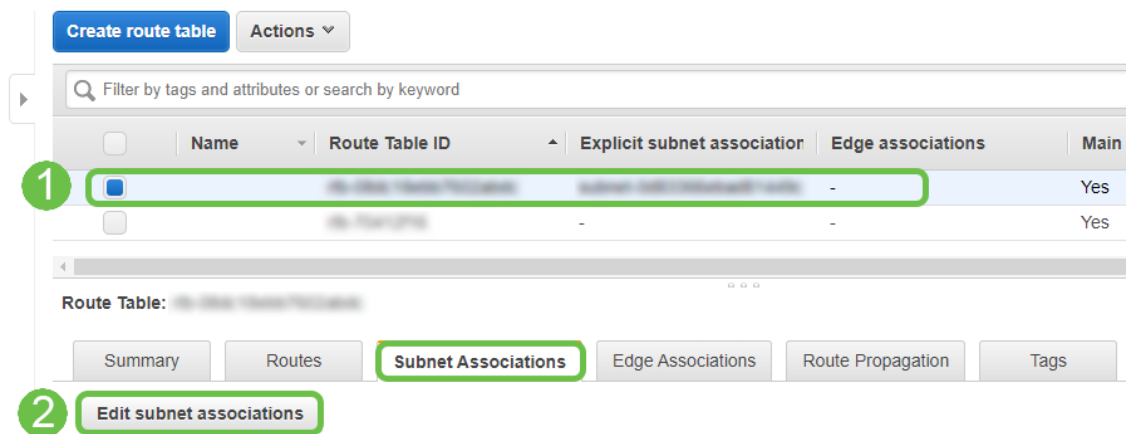 Create route table Actions
Filter by tags and attributes or search by keyword
Name Route Table ID Explicit subnet association Edge associations Main
1 - Yes
- - Yes
Route Table:
Summary Routes Subnet Associations Edge Associations Route Propagation Tags
2 Edit subnet associations